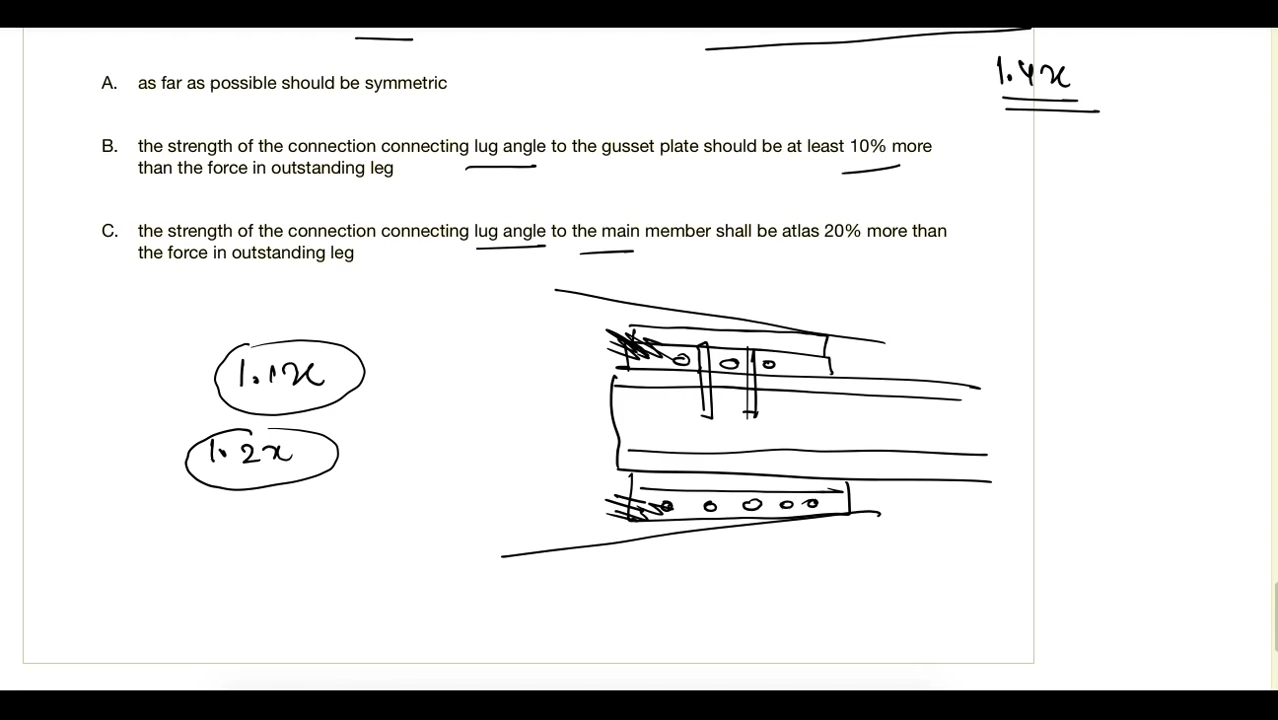 1.4x
A. as far as possible should be symmetric
B. the strength of the connection connecting lug angle to the gusset plate should be at least 10% more
than the force in outstanding leg
C. the strength of the connection connecting lug angle to the main member shall be atlas 20% more than
the force in outstanding leg
1.1x
1.2x